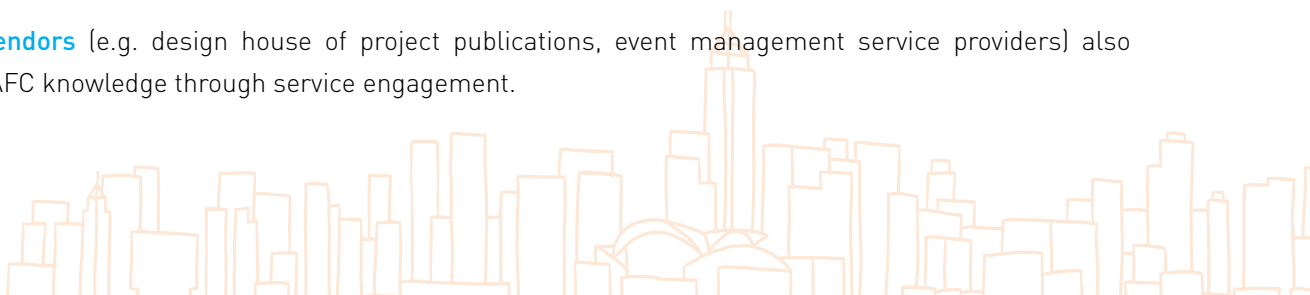 endors (e.g. design house of project publications, event management service providers) also
AFC knowledge through service engagement.